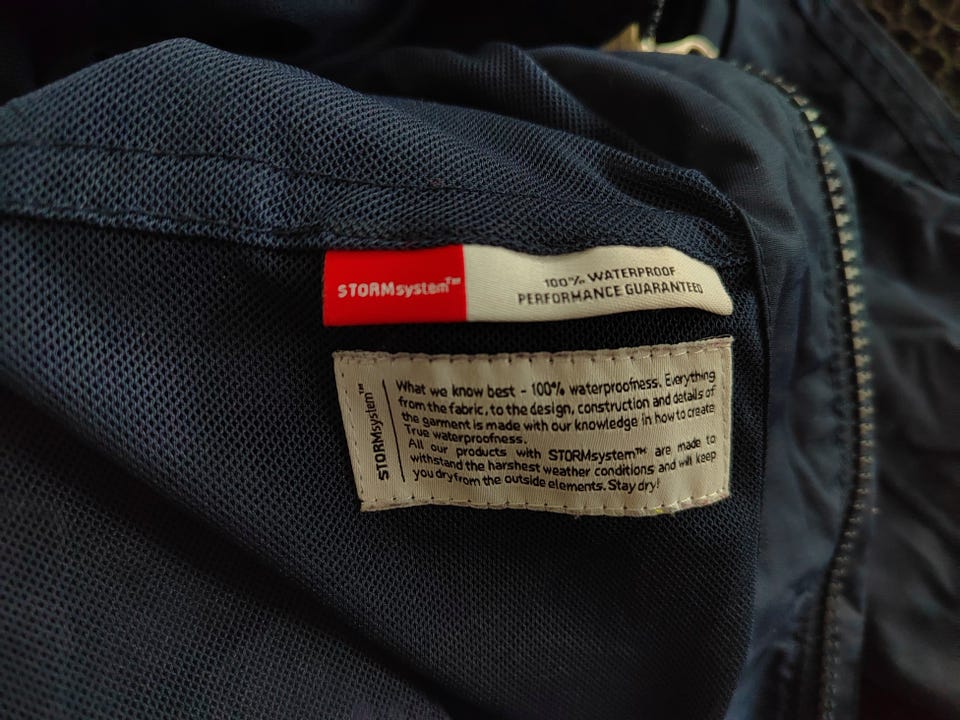 STORMsystem™
100% WATERPROOF
PERFORMANCE GUARANTEED
STORMsystem™
What we know best - 100% waterproofness. Everything
from the fabric, to the design, construction and details of
the garment is made with our knowledge in how to create
True waterproofness.
All our products with STORMsystem™ are made to
withstand the harshest weather conditions and will keep
you dry from the outside elements. Stay dry!